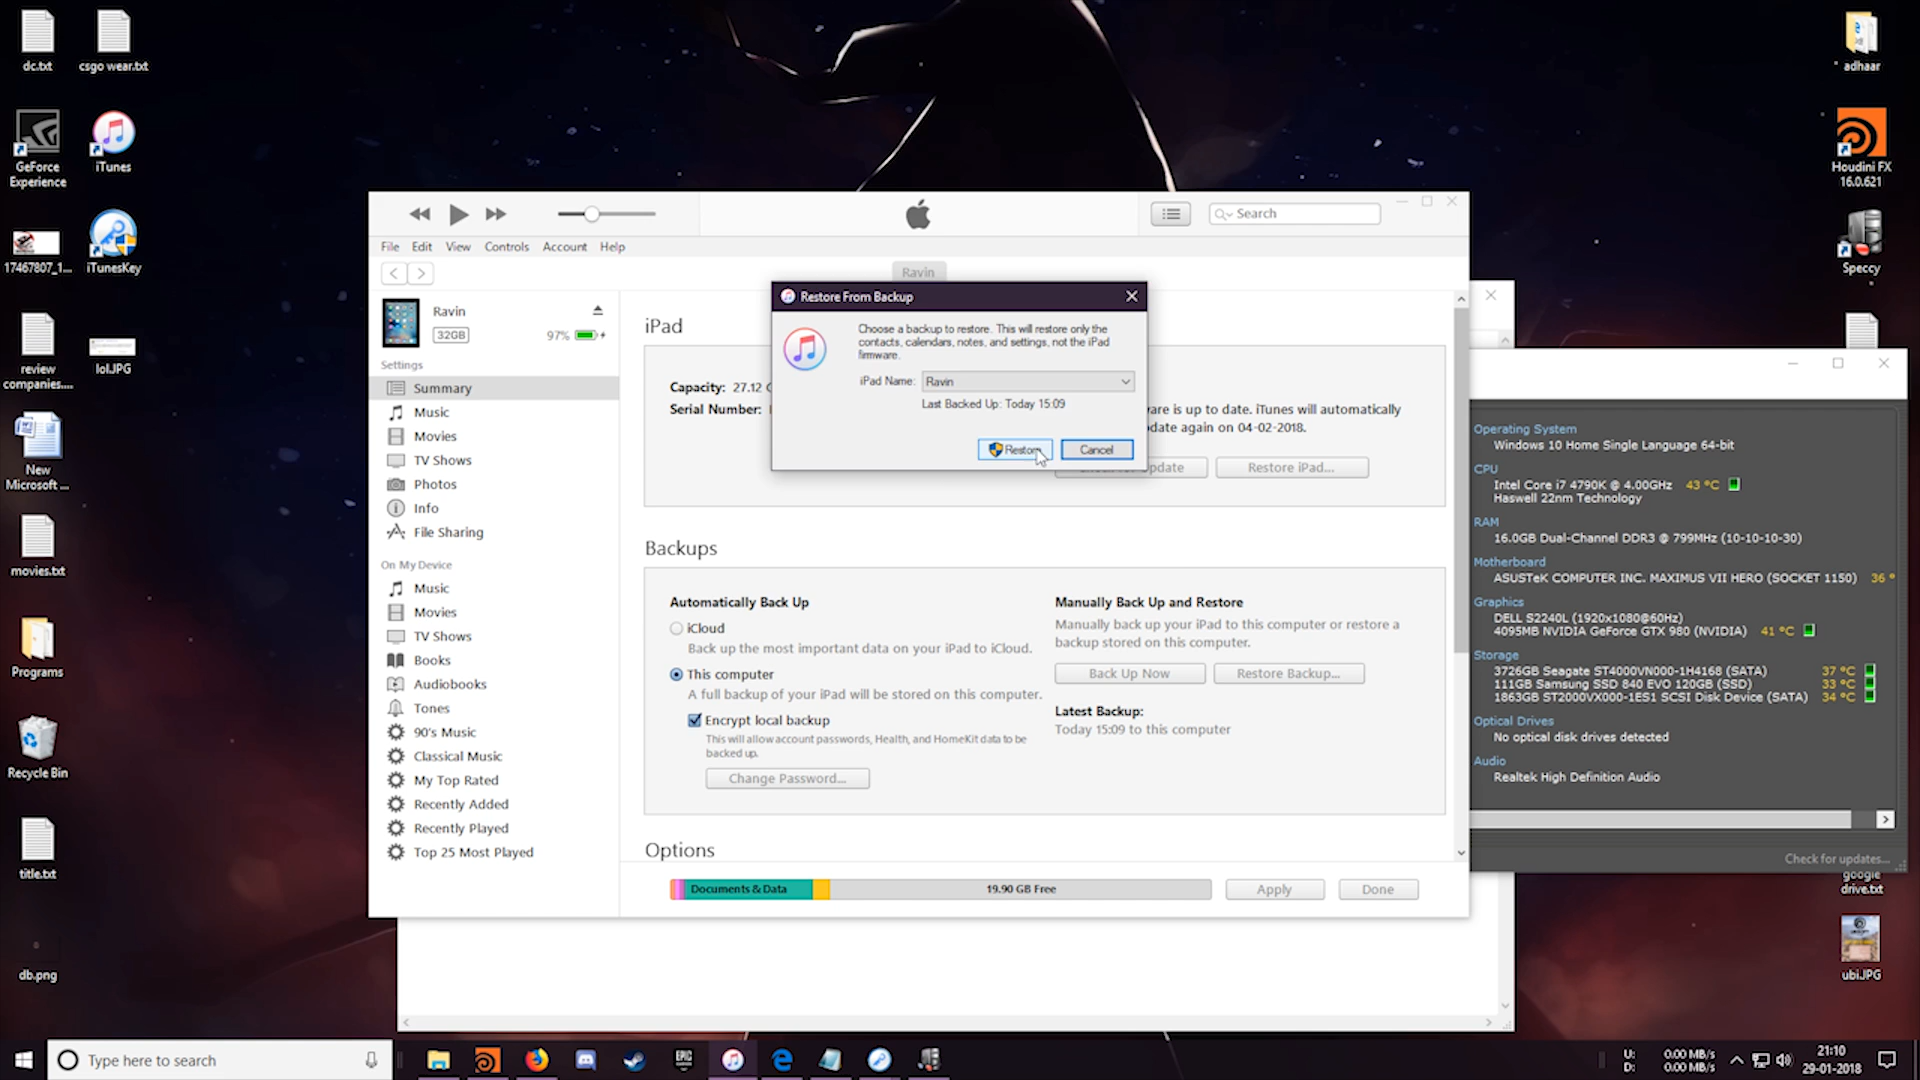 dc.txt
csgo wear.txt
GeForce
Experience
iTunes
17467807_1...
iTunesKey
review
companies....
lol.JPG
New
Microsoft ...
movies.txt
Programs
Recycle Bin
title.txt
db.png
adhaar
Houdini FX
16.0.621
Speccy
google
drive.txt
ubi.JPG
Search
File Edit View Controls Account Help
Ravin
Ravin
32GB
97%
Settings
Summary
Music
Movies
TV Shows
Photos
Info
File Sharing
On My Device
Music
Movies
TV Shows
Books
Audiobooks
Tones
90's Music
Classical Music
My Top Rated
Recently Added
Recently Played
Top 25 Most Played
iPad
Capacity: 27.12
Serial Number:
are is up to date. iTunes will automatically
date again on 04-02-2018.
Update
Restore iPad...
Restore From Backup
Choose a backup to restore. This will restore only the
contacts, calendars, notes, and settings, not the iPad
firmware.
iPad Name: Ravin
Last Backed Up: Today 15:09
Restore
Cancel
Backups
Automatically Back Up
iCloud
Back up the most important data on your iPad to iCloud.
This computer
A full backup of your iPad will be stored on this computer.
Encrypt local backup
This will allow account passwords, Health, and HomeKit data to be
backed up.
Change Password...
Manually Back Up and Restore
Manually back up your iPad to this computer or restore a
backup stored on this computer.
Back Up Now
Restore Backup...
Latest Backup:
Today 15:09 to this computer
Options
Documents & Data
19.90 GB Free
Apply
Done
Operating System
Windows 10 Home Single Language 64-bit
CPU
Intel Core i7 4790K @ 4.00GHz 43 °C
Haswell 22nm Technology
RAM
16.0GB Dual-Channel DDR3 @ 799MHz (10-10-10-30)
Motherboard
ASUSTeK COMPUTER INC. MAXIMUS VII HERO (SOCKET 1150) 36 °
Graphics
DELL S2240L (1920x1080@60Hz)
4095MB NVIDIA GeForce GTX 980 (NVIDIA) 41 °C
Storage
3726GB Seagate ST4000VN000-1H4168 (SATA) 37 °C
111GB Samsung SSD 840 EVO 120GB (SSD) 33 °C
1863GB ST2000VX000-1ES1 SCSI Disk Device (SATA) 34 °C
Optical Drives
No optical disk drives detected
Audio
Realtek High Definition Audio
Check for updates...
Type here to search
EPIC
GAMES
U: 0.00 MB/s
D: 0.00 MB/s
21:10
29-01-2018